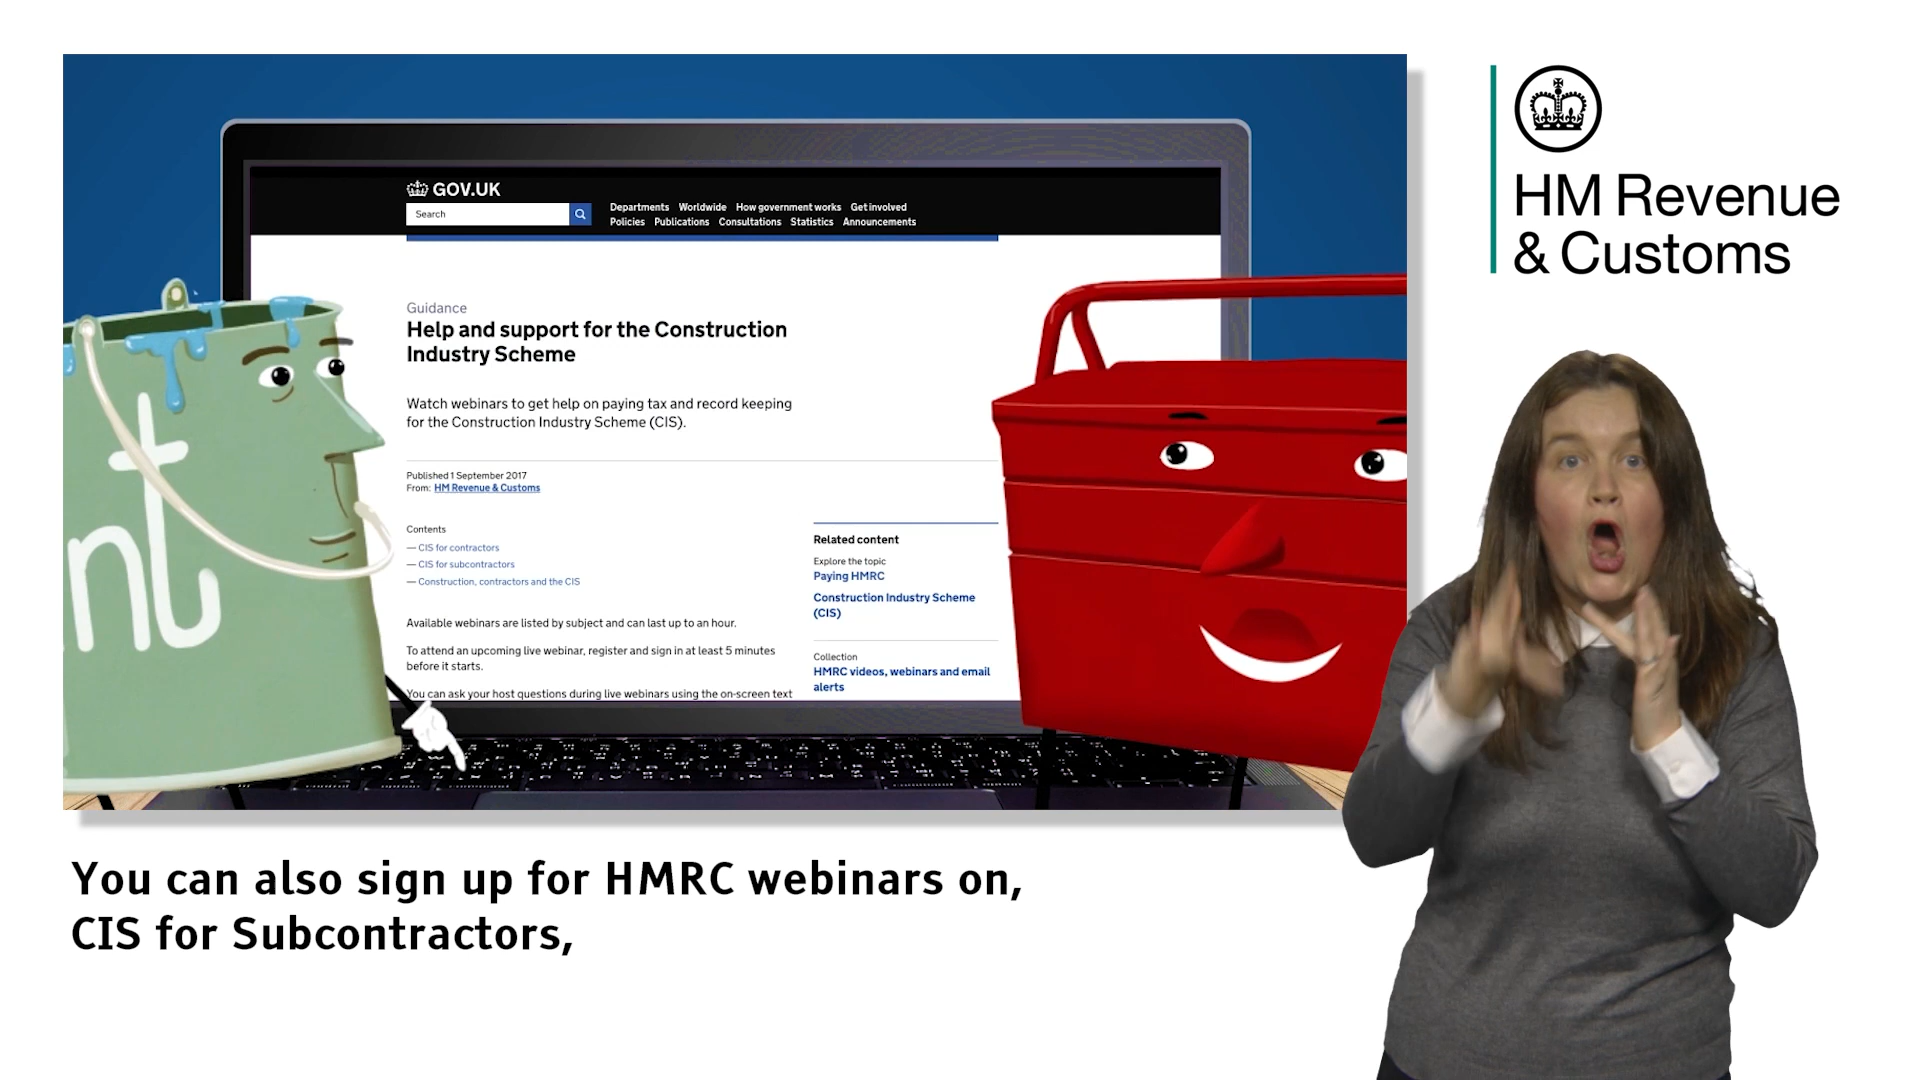 GOV.UK
Search
Departments Worldwide How government works Get involved
Policies Publications Consultations Statistics Announcements
Guidance
Help and support for the Construction
Industry Scheme
Watch webinars to get help on paying tax and record keeping
for the Construction Industry Scheme (CIS).
Published 1 September 2017
From: HM Revenue & Customs
Contents
— CIS for contractors
— CIS for subcontractors
— Construction, contractors and the CIS
Available webinars are listed by subject and can last up to an hour.
To attend an upcoming live webinar, register and sign in at least 5 minutes
before it starts.
You can ask your host questions during live webinars using the on-screen text
Related content
Explore the topic
Paying HMRC
Construction Industry Scheme
(CIS)
Collection
HMRC videos, webinars and email
alerts
nt
HM Revenue
& Customs
You can also sign up for HMRC webinars on,
CIS for Subcontractors,